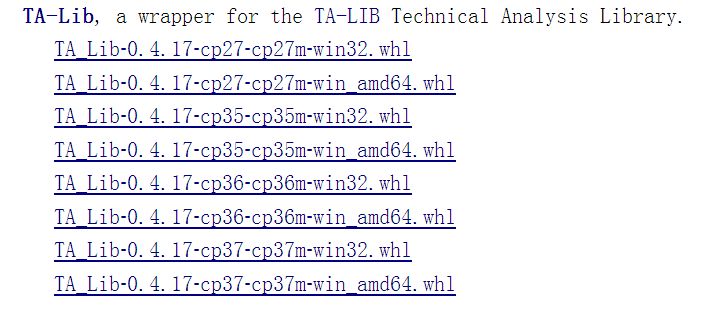 TA-Lib, a wrapper for the TA-LIB Technical Analysis Library.
TA_Lib-0.4.17-cp27-cp27m-win32.whl
TA_Lib-0.4.17-cp27-cp27m-win_amd64.whl
TA_Lib-0.4.17-cp35-cp35m-win32.whl
TA_Lib-0.4.17-cp35-cp35m-win_amd64.whl
TA_Lib-0.4.17-cp36-cp36m-win32.whl
TA_Lib-0.4.17-cp36-cp36m-win_amd64.whl
TA_Lib-0.4.17-cp37-cp37m-win32.whl
TA_Lib-0.4.17-cp37-cp37m-win_amd64.whl